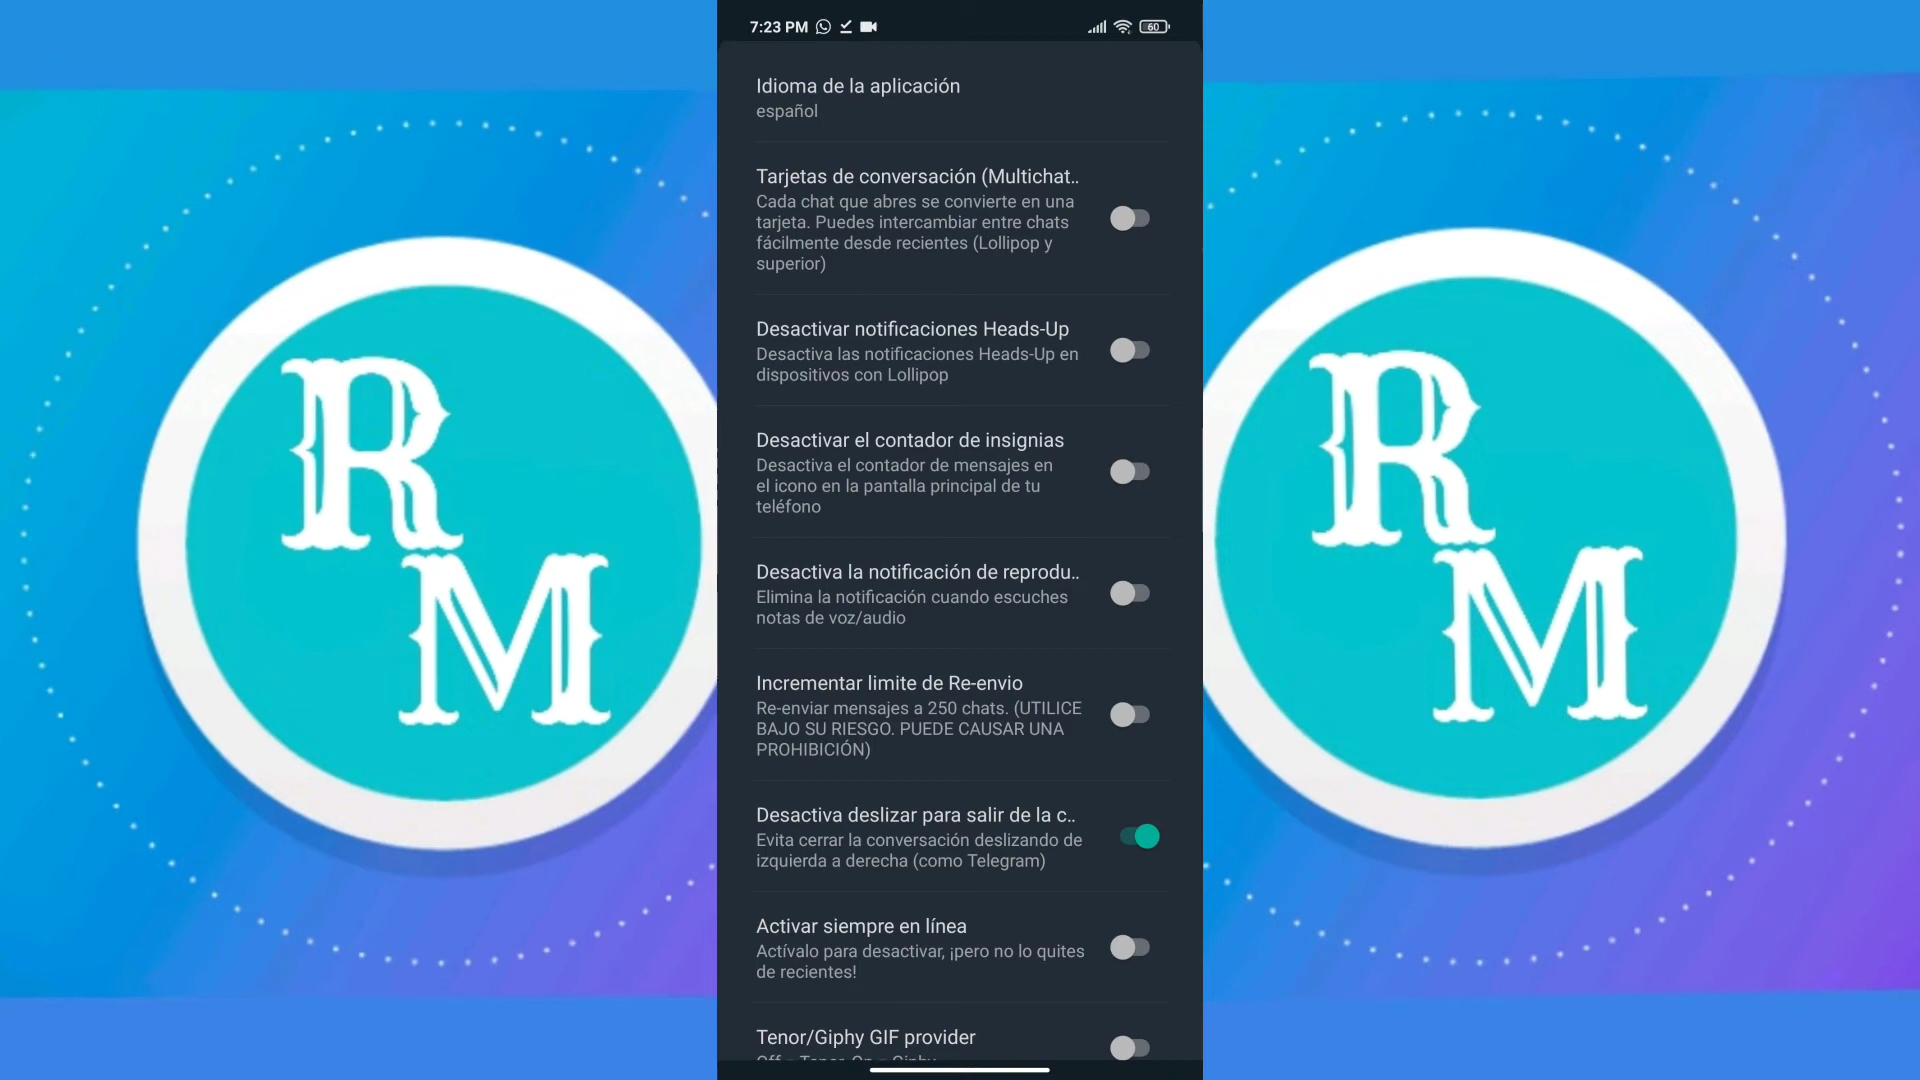 7:23 PM
60
Idioma de la aplicación
español
Tarjetas de conversación (Multichat..
Cada chat que abres se convierte en una
tarjeta. Puedes intercambiar entre chats
fácilmente desde recientes (Lollipop y
superior)
Desactivar notificaciones Heads-Up
Desactiva las notificaciones Heads-Up en
dispositivos con Lollipop
Desactivar el contador de insignias
Desactiva el contador de mensajes en
el icono en la pantalla principal de tu
teléfono
Desactiva la notificación de reprodu..
Elimina la notificación cuando escuches
notas de voz/audio
Incrementar limite de Re-envio
Re-enviar mensajes a 250 chats. (UTILICE
BAJO SU RIESGO. PUEDE CAUSAR UNA
PROHIBICIÓN)
Desactiva deslizar para salir de la c..
Evita cerrar la conversación deslizando de
izquierda a derecha (como Telegram)
Activar siempre en línea
Actívalo para desactivar, ¡pero no lo quites
de recientes!
Tenor/Giphy GIF provider
Off = Tenor, On = Giphy
R
M
R
M